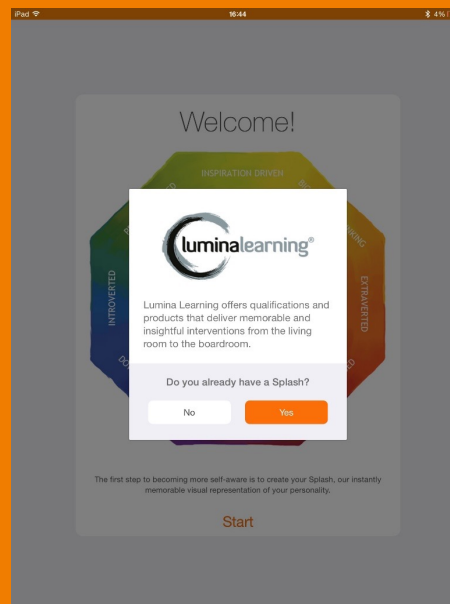 iPad
16:44
4%
Welcome!
INSPIRATION DRIVEN
INTROVERTED
EXTRAVERTED
luminalearning®
Lumina Learning offers qualifications and
products that deliver memorable and
insightful interventions from the living
room to the boardroom.
Do you already have a Splash?
No
Yes
The first step to becoming more self-aware is to create your Splash, our instantly
memorable visual representation of your personality.
Start